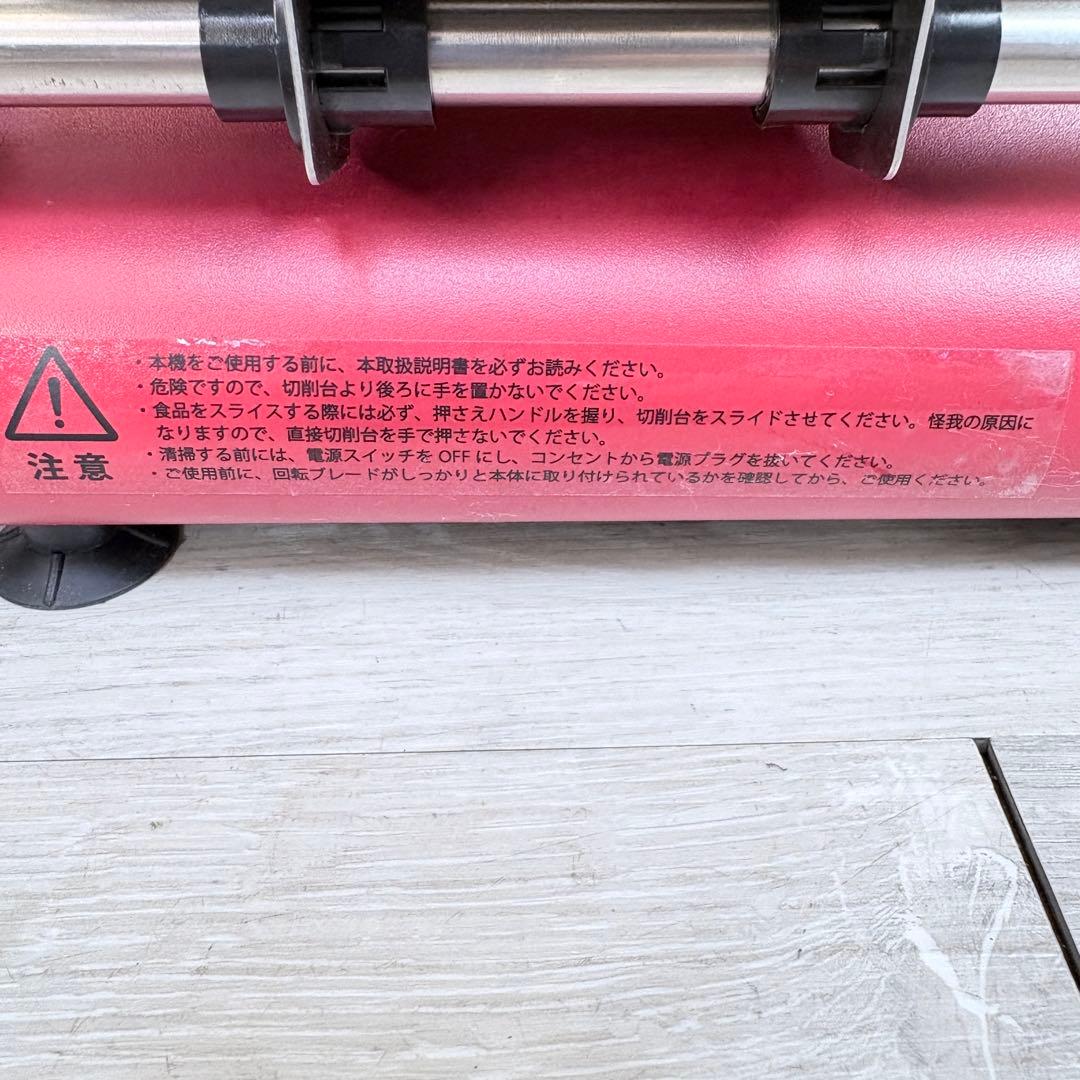 ・本機をご使用する前に、本取扱説明書を必ずお読みください。
・危険ですので、切削台より後ろに手を置かないでください。
・食品をスライスする際には必ず、押さえハンドルを握り、切削台をスライドさせてください。怪我の原因に
なりますので、直接切削台を手で押さないでください。
・清掃する前には、電源スイッチを OFF にし、コンセントから電源プラグを抜いてください。
・ご使用前に、回転ブレードがしっかりと本体に取り付けられているかを確認してから、ご使用ください。
注意